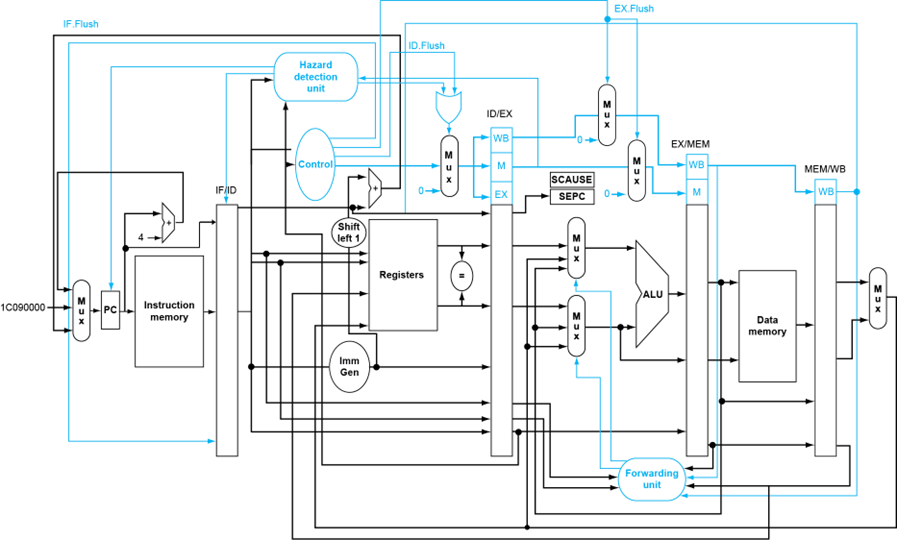 IF.Flush
EX.Flush
ID.Flush
Hazard
detection
unit
Control
Mux
0
ID/EX
WB
M
EX
Mux
0
Mux
0
SCAUSE
SEPC
EX/MEM
WB
M
MEM/WB
WB
IF/ID
+
4
+
Shift
left 1
Registers
=
Mux
Mux
ALU
1C090000
Mux
PC
Instruction
memory
Imm
Gen
Data
memory
Mux
Forwarding
unit